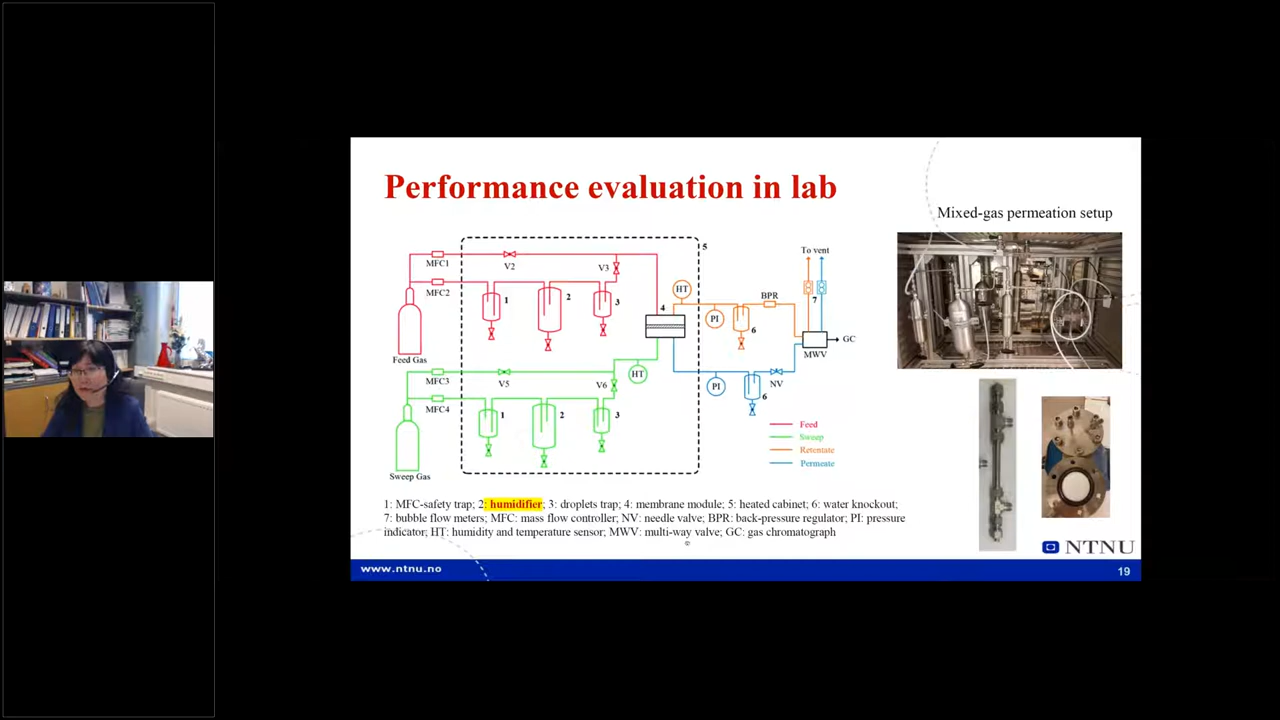 Performance evaluation in lab
Mixed-gas permeation setup
MFC1
V2
5
MFC2
V3
1
2
3
Feed Gas
4
HT
PI
6
BPR
To vent
7
MWV
GC
MFC3
V5
HT
V6
MFC4
1
2
3
Sweep Gas
PI
6
NV
Feed
Sweep
Retentate
Permeate
1: MFC-safety trap; 2: humidifier; 3: droplets trap; 4: membrane module; 5: heated cabinet; 6: water knockout;
7: bubble flow meters; MFC: mass flow controller; NV: needle valve; BPR: back-pressure regulator; PI: pressure
indicator; HT: humidity and temperature sensor; MWV: multi-way valve; GC: gas chromatograph
NTNU
www.ntnu.no
19